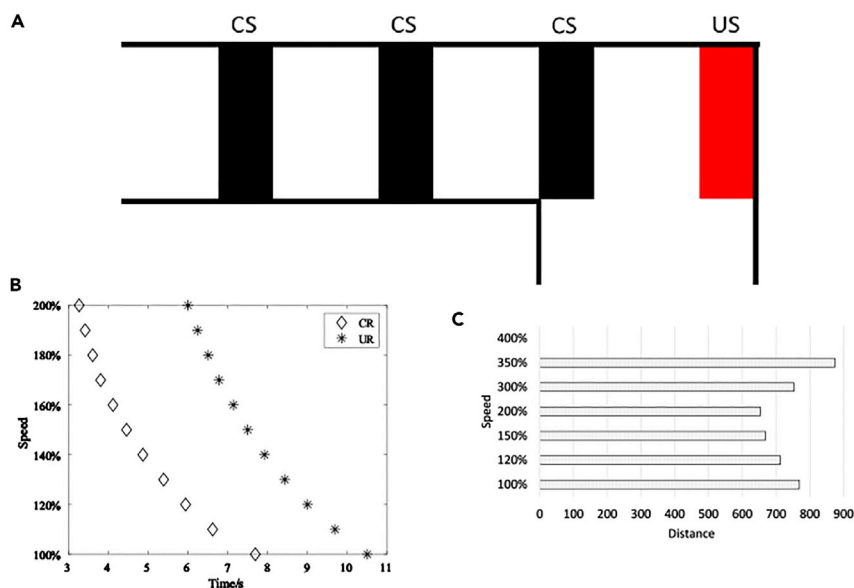 A
CS CS CS US
B
200%
180%
160%
140%
120%
100%
Speed
CR
UR
3 4 5 6 7 8 9 10 11
Time/s
C
400%
350%
300%
200%
150%
120%
100%
Speed
0 100 200 300 400 500 600 700 800 900
Distance